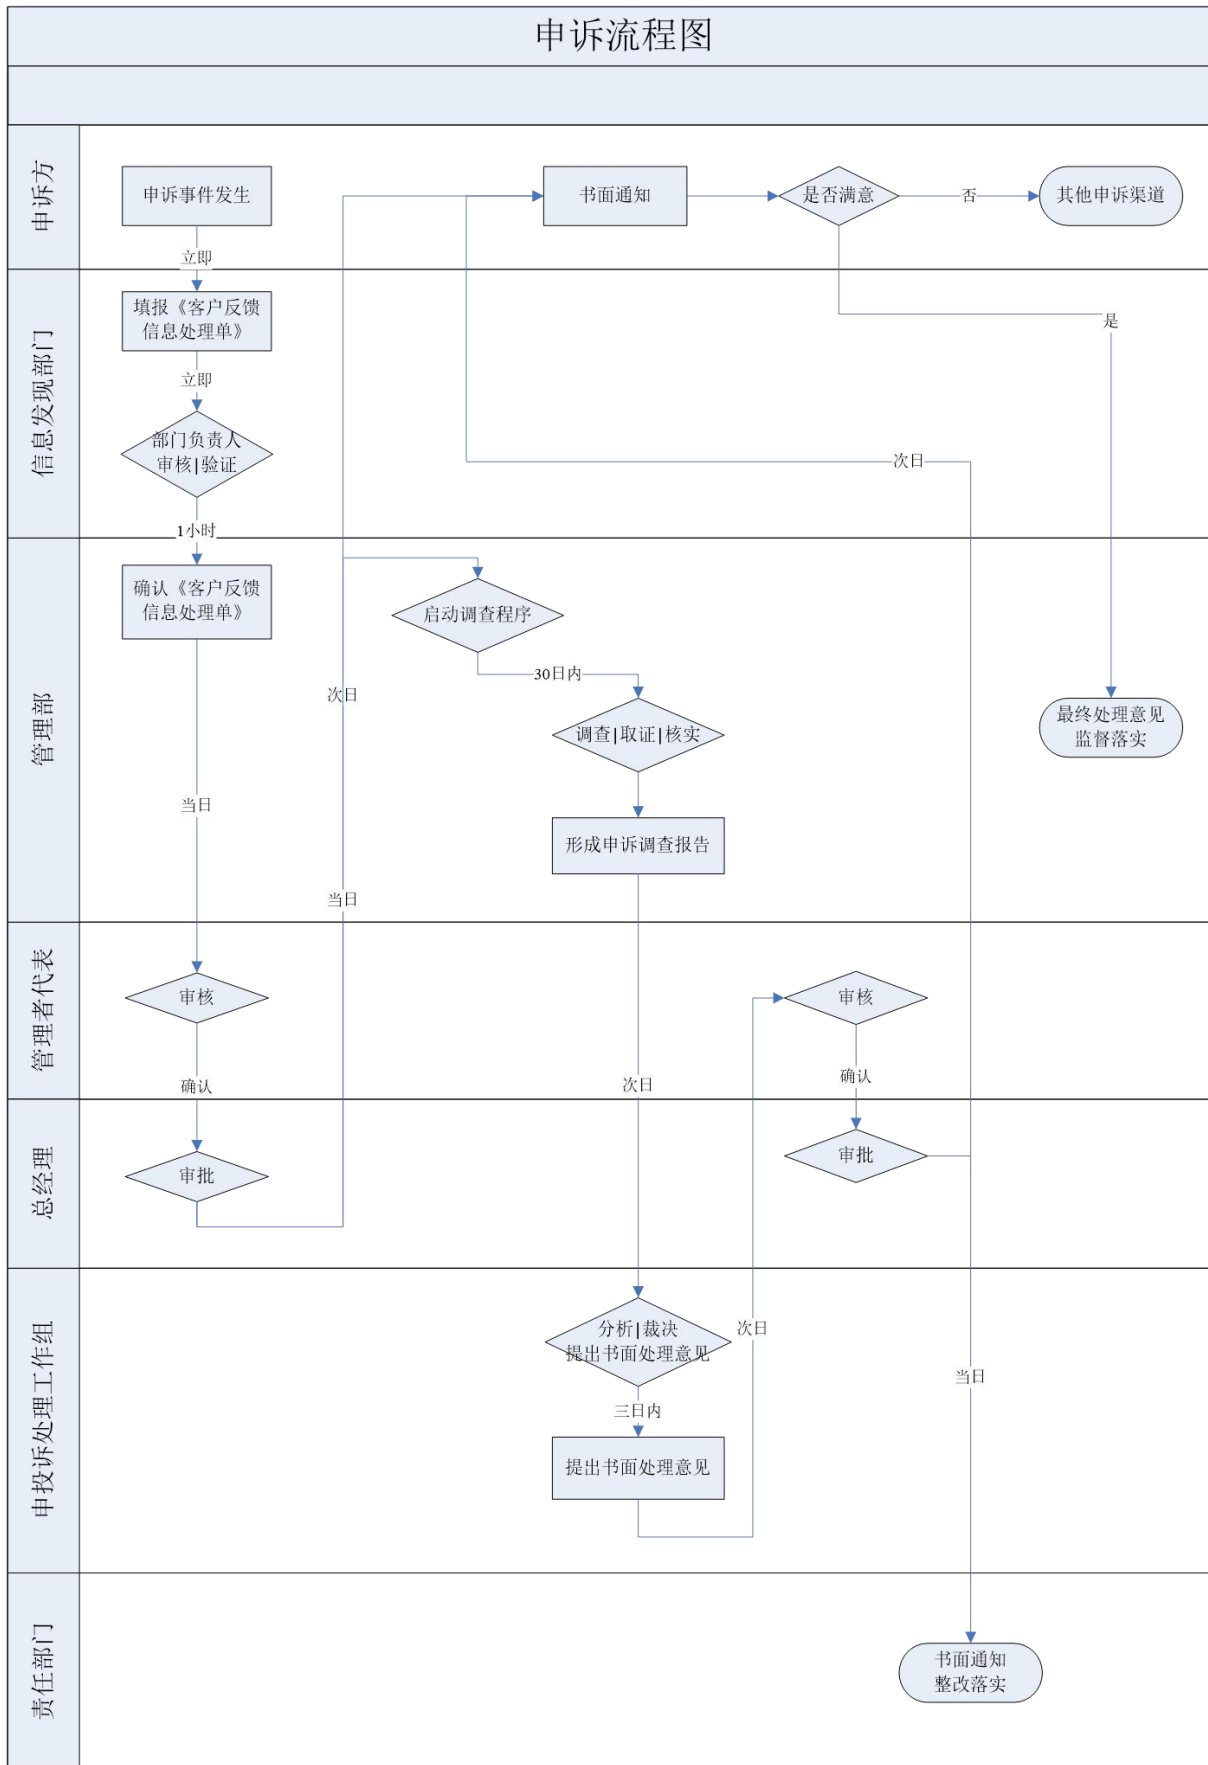 申诉流程图
申诉方
申诉事件发生
书面通知
是否满意
否
其他申诉渠道
立即
信息发现部门
填报《客户反馈
信息处理单》
是
立即
部门负责人
审核|验证
次日
1小时
管理部
确认《客户反馈
信息处理单》
启动调查程序
30日内
次日
调查|取证|核实
最终处理意见
监督落实
当日
形成申诉调查报告
当日
管理者代表
审核
审核
确认
次日
确认
总经理
审批
审批
申投诉处理工作组
分析|裁决
提出书面处理意见
次日
当日
三日内
提出书面处理意见
责任部门
书面通知
整改落实